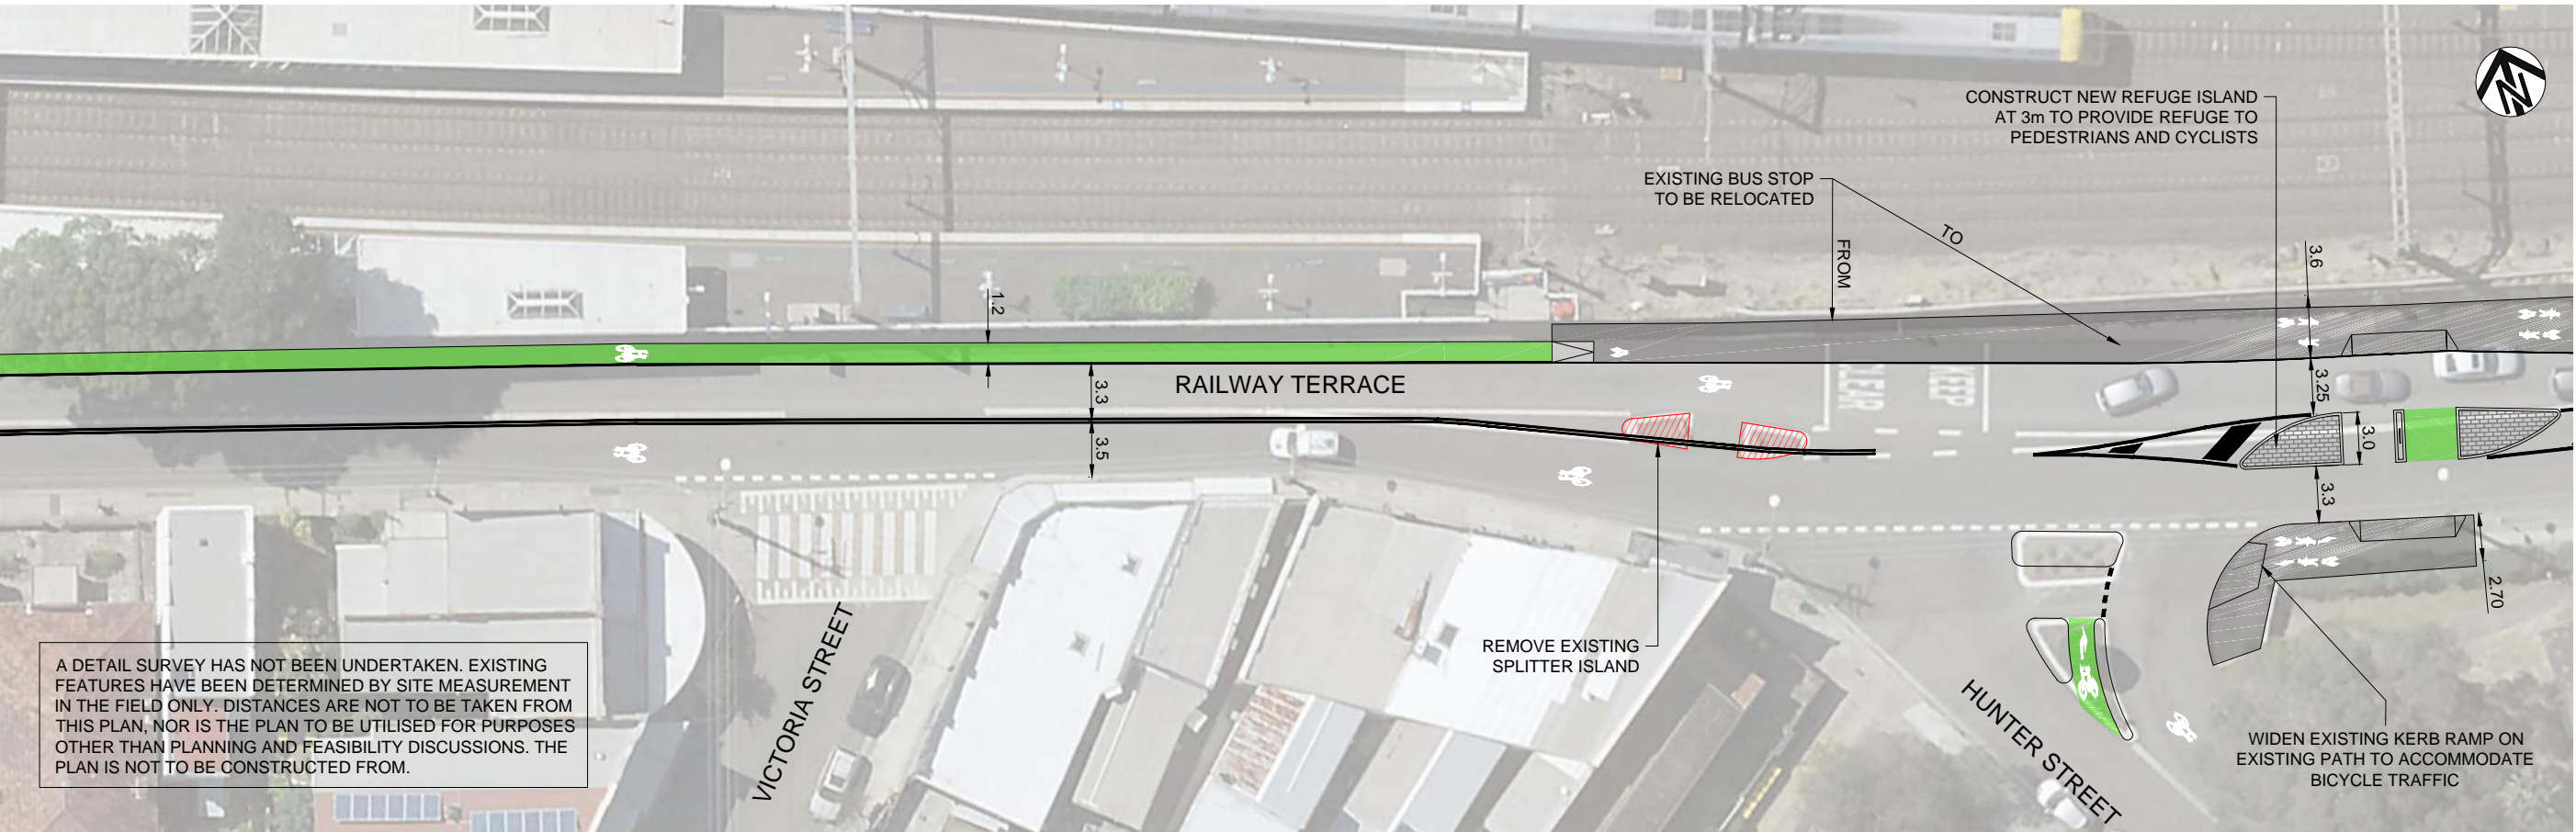 CONSTRUCT NEW REFUGE ISLAND
AT 3m TO PROVIDE REFUGE TO
PEDESTRIANS AND CYCLISTS
N
EXISTING BUS STOP
TO BE RELOCATED
TO
FROM
3.6
1.2
RAILWAY TERRACE
3.3
3.5
CLEAR
KEEP
3.25
3.0
3.3
2.70
REMOVE EXISTING
SPLITTER ISLAND
VICTORIA STREET
HUNTER STREET
WIDEN EXISTING KERB RAMP ON
EXISTING PATH TO ACCOMMODATE
BICYCLE TRAFFIC
A DETAIL SURVEY HAS NOT BEEN UNDERTAKEN. EXISTING
FEATURES HAVE BEEN DETERMINED BY SITE MEASUREMENT
IN THE FIELD ONLY. DISTANCES ARE NOT TO BE TAKEN FROM
THIS PLAN, NOR IS THE PLAN TO BE UTILISED FOR PURPOSES
OTHER THAN PLANNING AND FEASIBILITY DISCUSSIONS. THE
PLAN IS NOT TO BE CONSTRUCTED FROM.